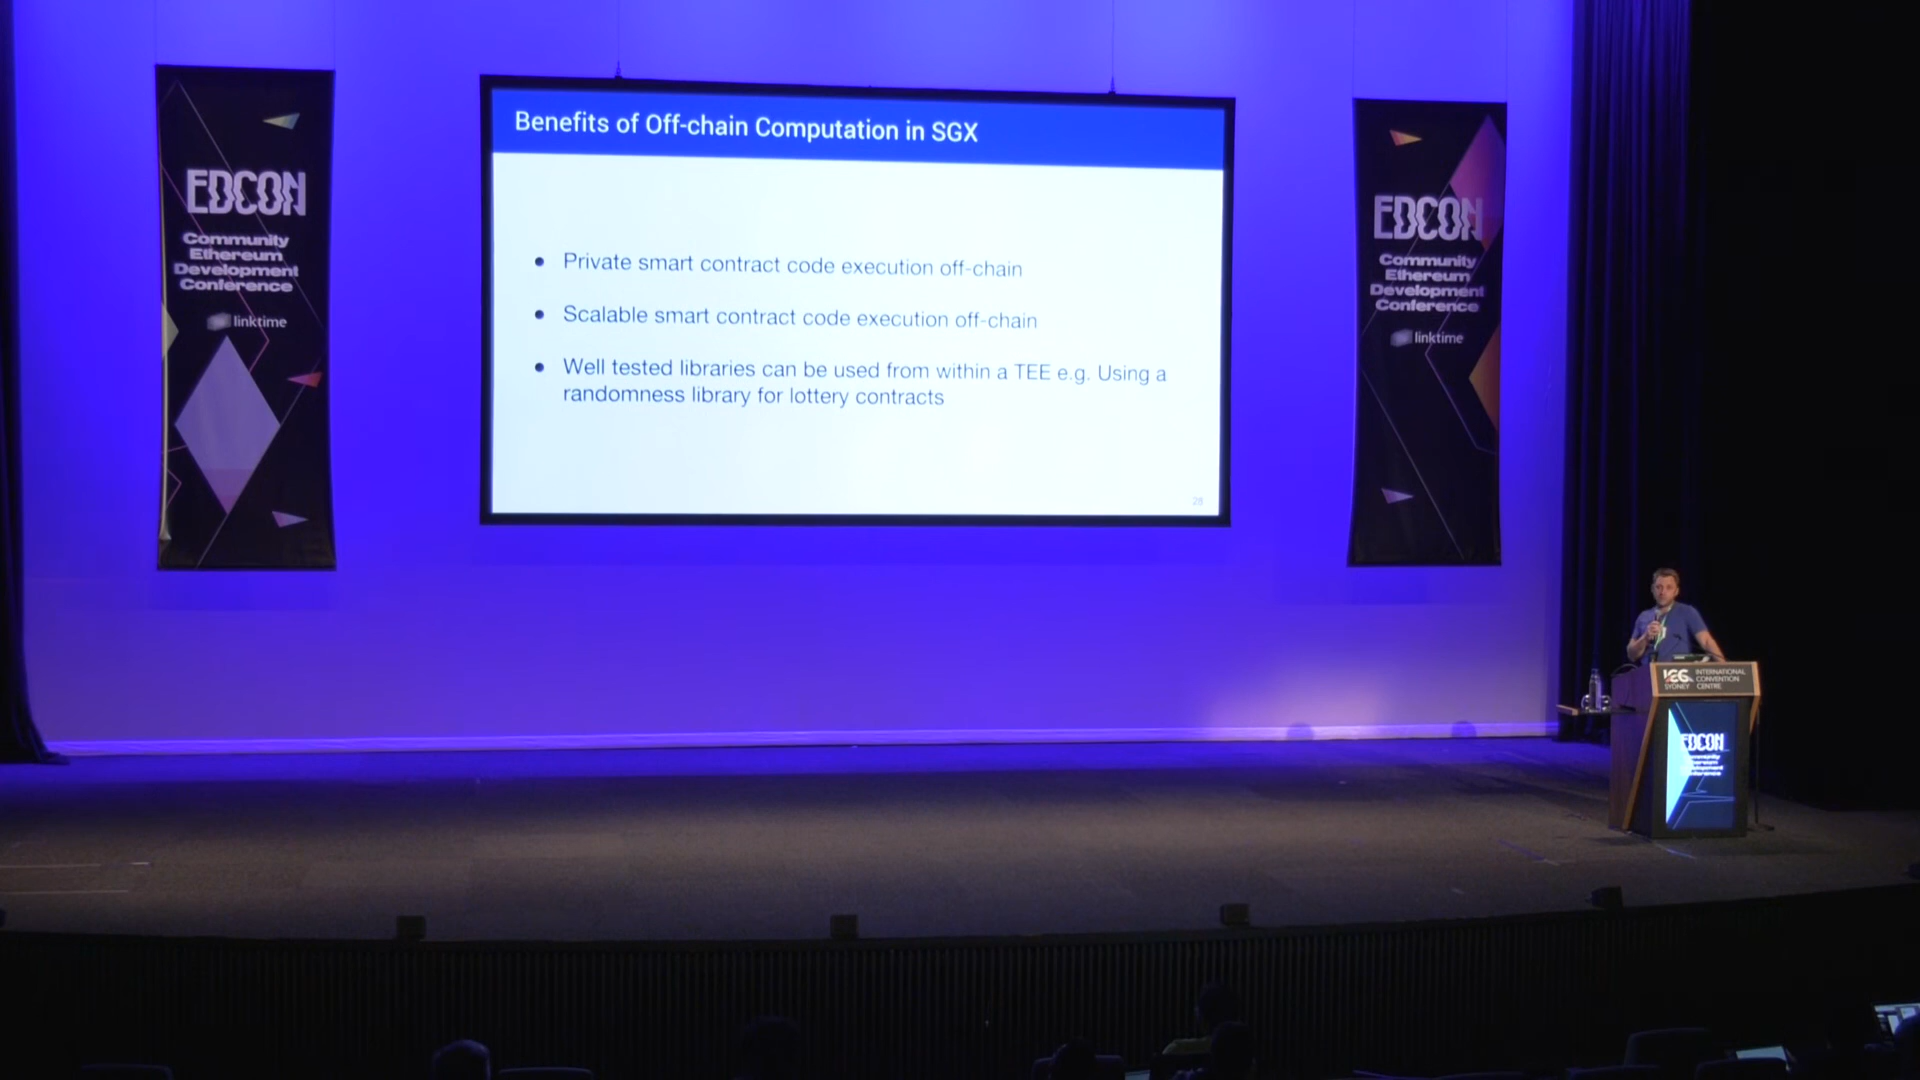 EDCON
Community
Ethereum
Development
Conference
linktime
Benefits of Off-chain Computation in SGX
• Private smart contract code execution off-chain
• Scalable smart contract code execution off-chain
• Well tested libraries can be used from within a TEE e.g. Using a
randomness library for lottery contracts
28
EDCON
Community
Ethereum
Development
Conference
linktime
ICC
SYDNEY
INTERNATIONAL
CONVENTION
CENTRE
EDCON